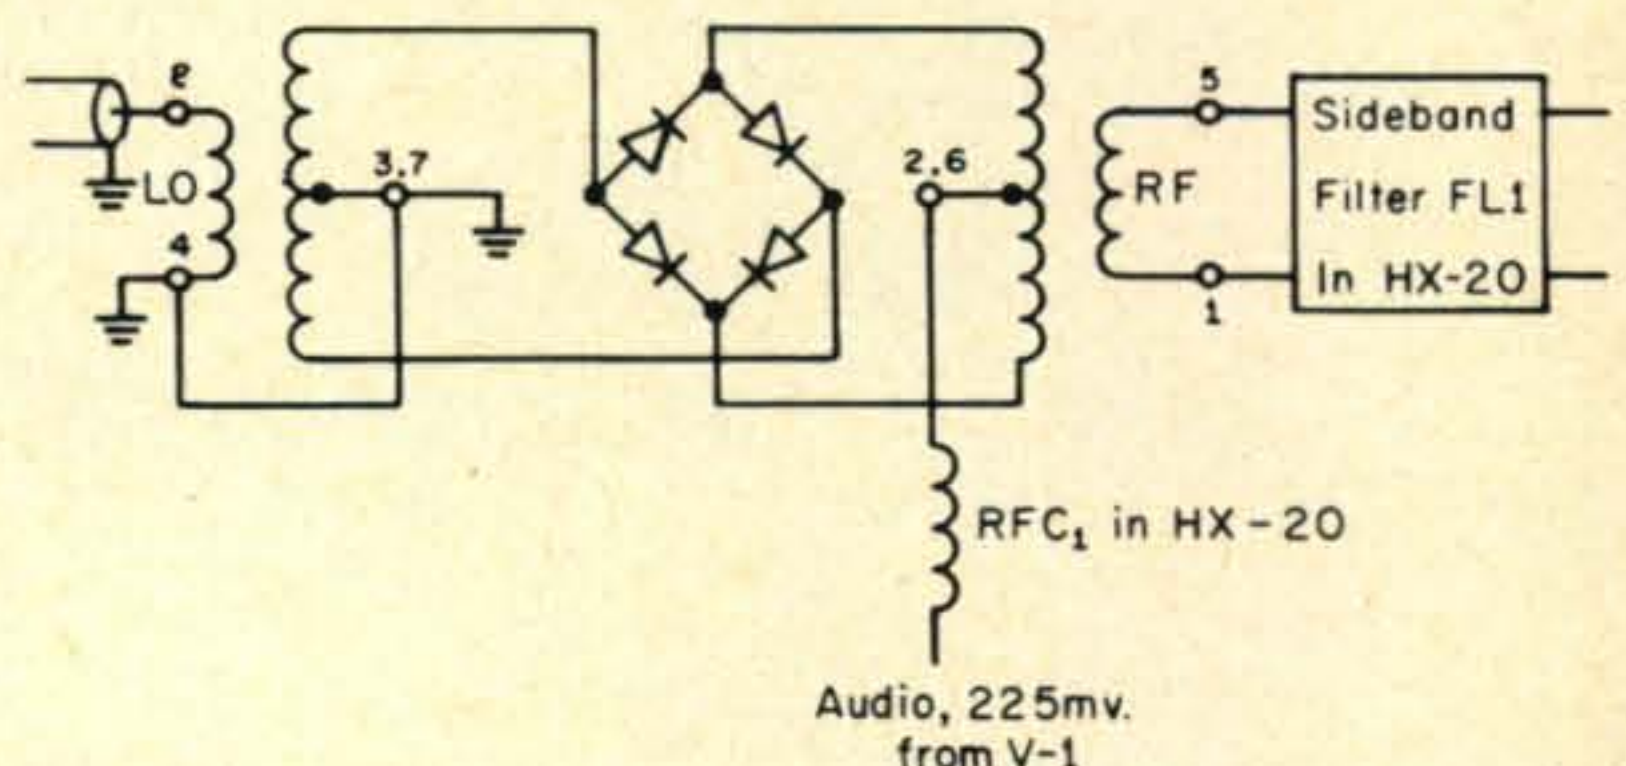 LO
4
3.7
2.6
5
RF
1
Sideband
Filter FL1
In HX-20
RFC₁ in HX-20
Audio, 225mv.
from V-1